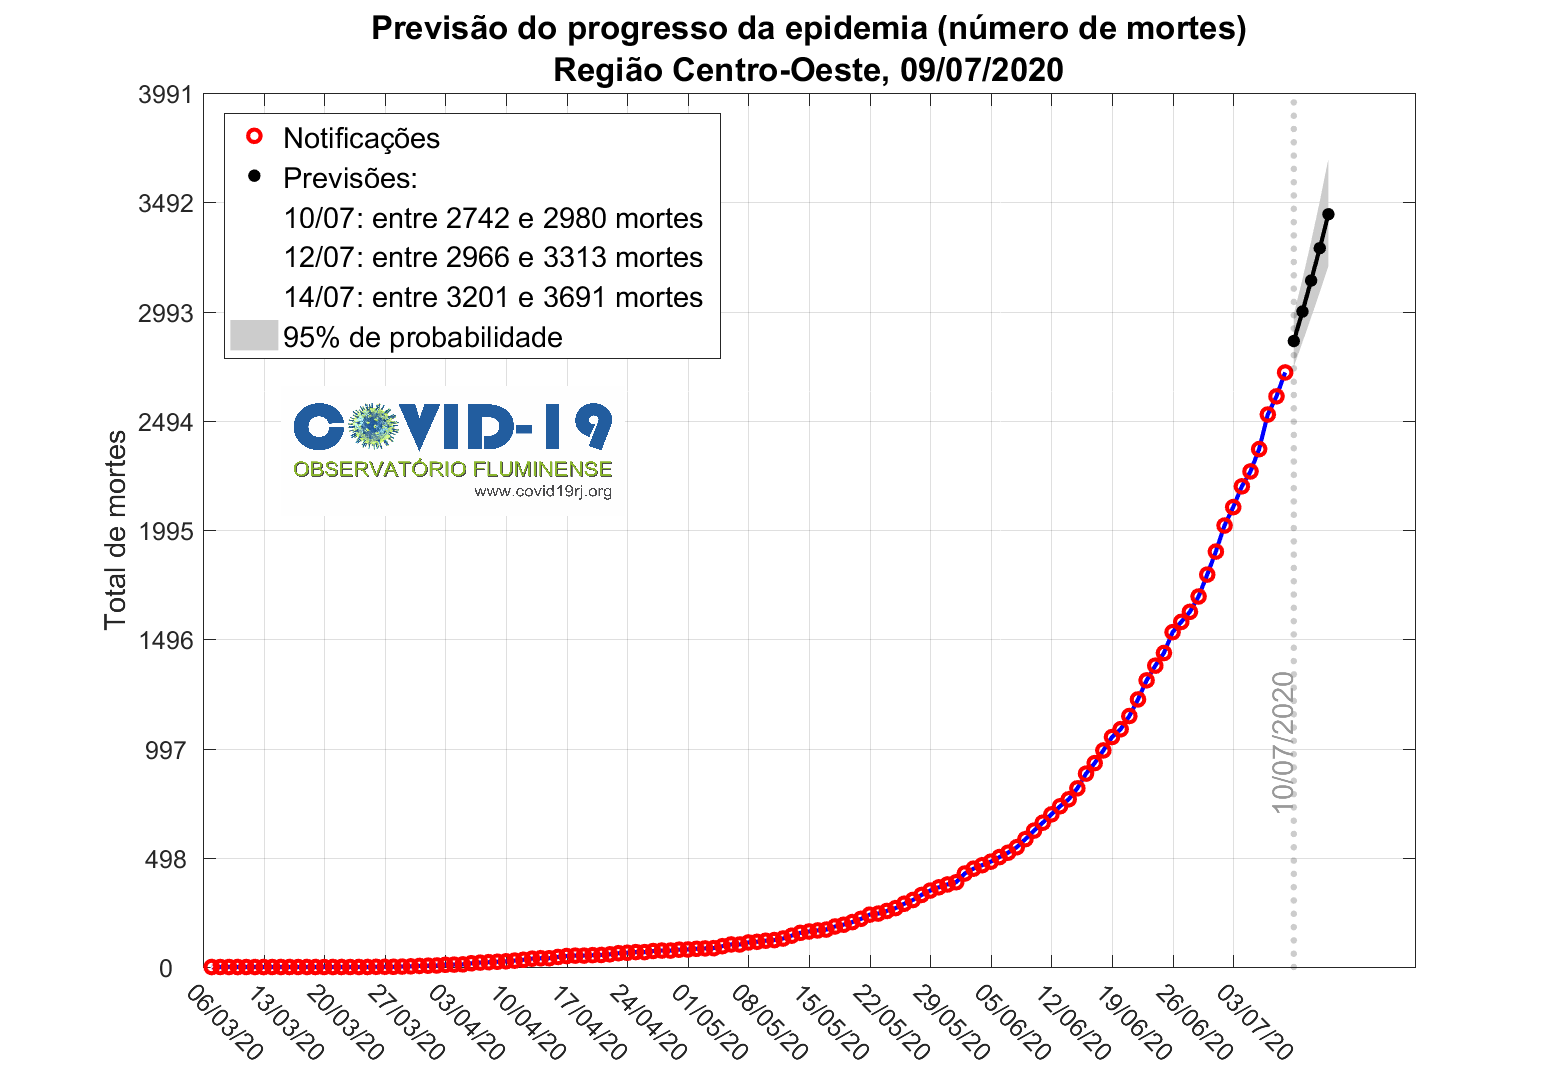 Previsão do progresso da epidemia (número de mortes)
Região Centro-Oeste, 09/07/2020
Notificações
Previsões:
10/07: entre 2742 e 2980 mortes
12/07: entre 2966 e 3313 mortes
14/07: entre 3201 e 3691 mortes
95% de probabilidade
COVID-19
OBSERVATÓRIO FLUMINENSE
www.covid19rj.org
Total de mortes
3991
3492
2993
2494
1995
1496
997
498
0
10/07/2020
06/03/20
13/03/20
20/03/20
27/03/20
03/04/20
10/04/20
17/04/20
24/04/20
01/05/20
08/05/20
15/05/20
22/05/20
29/05/20
05/06/20
12/06/20
19/06/20
26/06/20
03/07/20